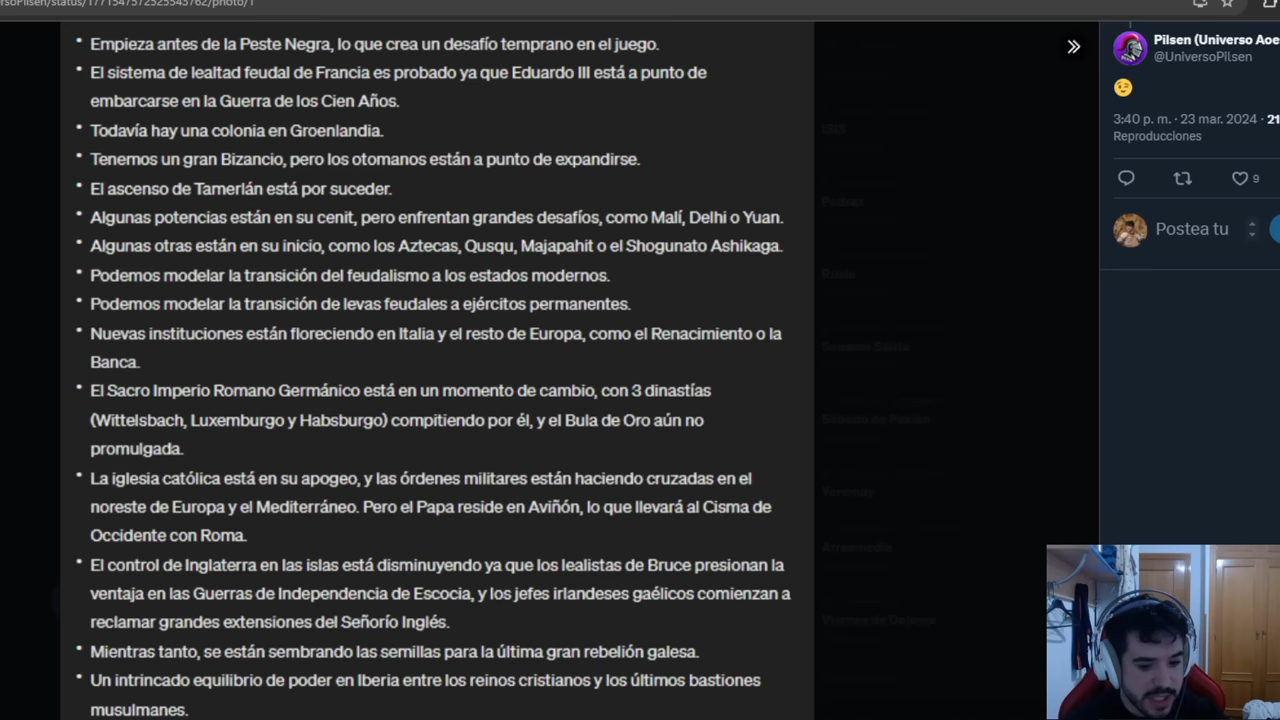 ersoPilsen/status/1771547572525543762/photo/1
• Empieza antes de la Peste Negra, lo que crea un desafío temprano en el juego.
• El sistema de lealtad feudal de Francia es probado ya que Eduardo III está a punto de
embarcarse en la Guerra de los Cien Años.
• Todavía hay una colonia en Groenlandia.
• Tenemos un gran Bizancio, pero los otomanos están a punto de expandirse.
• El ascenso de Tamerlán está por suceder.
• Algunas potencias están en su cenit, pero enfrentan grandes desafíos, como Malí, Delhi o Yuan.
• Algunas otras están en su inicio, como los Aztecas, Qusqu, Majapahit o el Shogunato Ashikaga.
• Podemos modelar la transición del feudalismo a los estados modernos.
• Podemos modelar la transición de levas feudales a ejércitos permanentes.
• Nuevas instituciones están floreciendo en Italia y el resto de Europa, como el Renacimiento o la
Banca.
• El Sacro Imperio Romano Germánico está en un momento de cambio, con 3 dinastías
(Wittelsbach, Luxemburgo y Habsburgo) compitiendo por él, y el Bula de Oro aún no
promulgada.
• La iglesia católica está en su apogeo, y las órdenes militares están haciendo cruzadas en el
noreste de Europa y el Mediterráneo. Pero el Papa reside en Aviñón, lo que llevará al Cisma de
Occidente con Roma.
• El control de Inglaterra en las islas está disminuyendo ya que los lealistas de Bruce presionan la
ventaja en las Guerras de Independencia de Escocia, y los jefes irlandeses gaélicos comienzan a
reclamar grandes extensiones del Señorío Inglés.
• Mientras tanto, se están sembrando las semillas para la última gran rebelión galesa.
• Un intrincado equilibrio de poder en Iberia entre los reinos cristianos y los últimos bastiones
musulmanes.
Pilsen (Universo Aoe
@UniversoPilsen
3:40 p. m. · 23 mar. 2024 · 21
Reproducciones
9
Postea tu